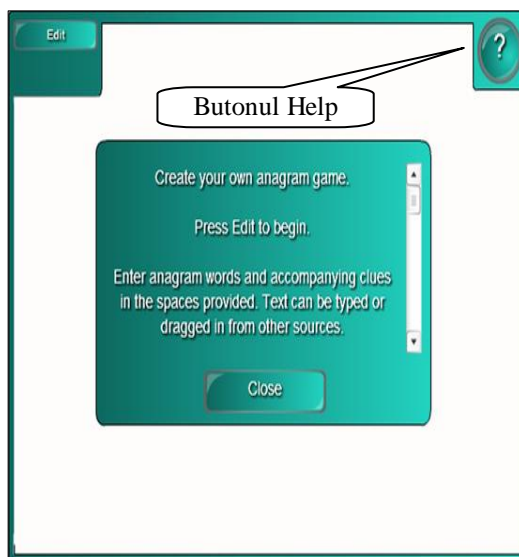 Edit
?
Butonul Help
Create your own anagram game.
Press Edit to begin.
Enter anagram words and accompanying clues
in the spaces provided. Text can be typed or
dragged in from other sources.
Close